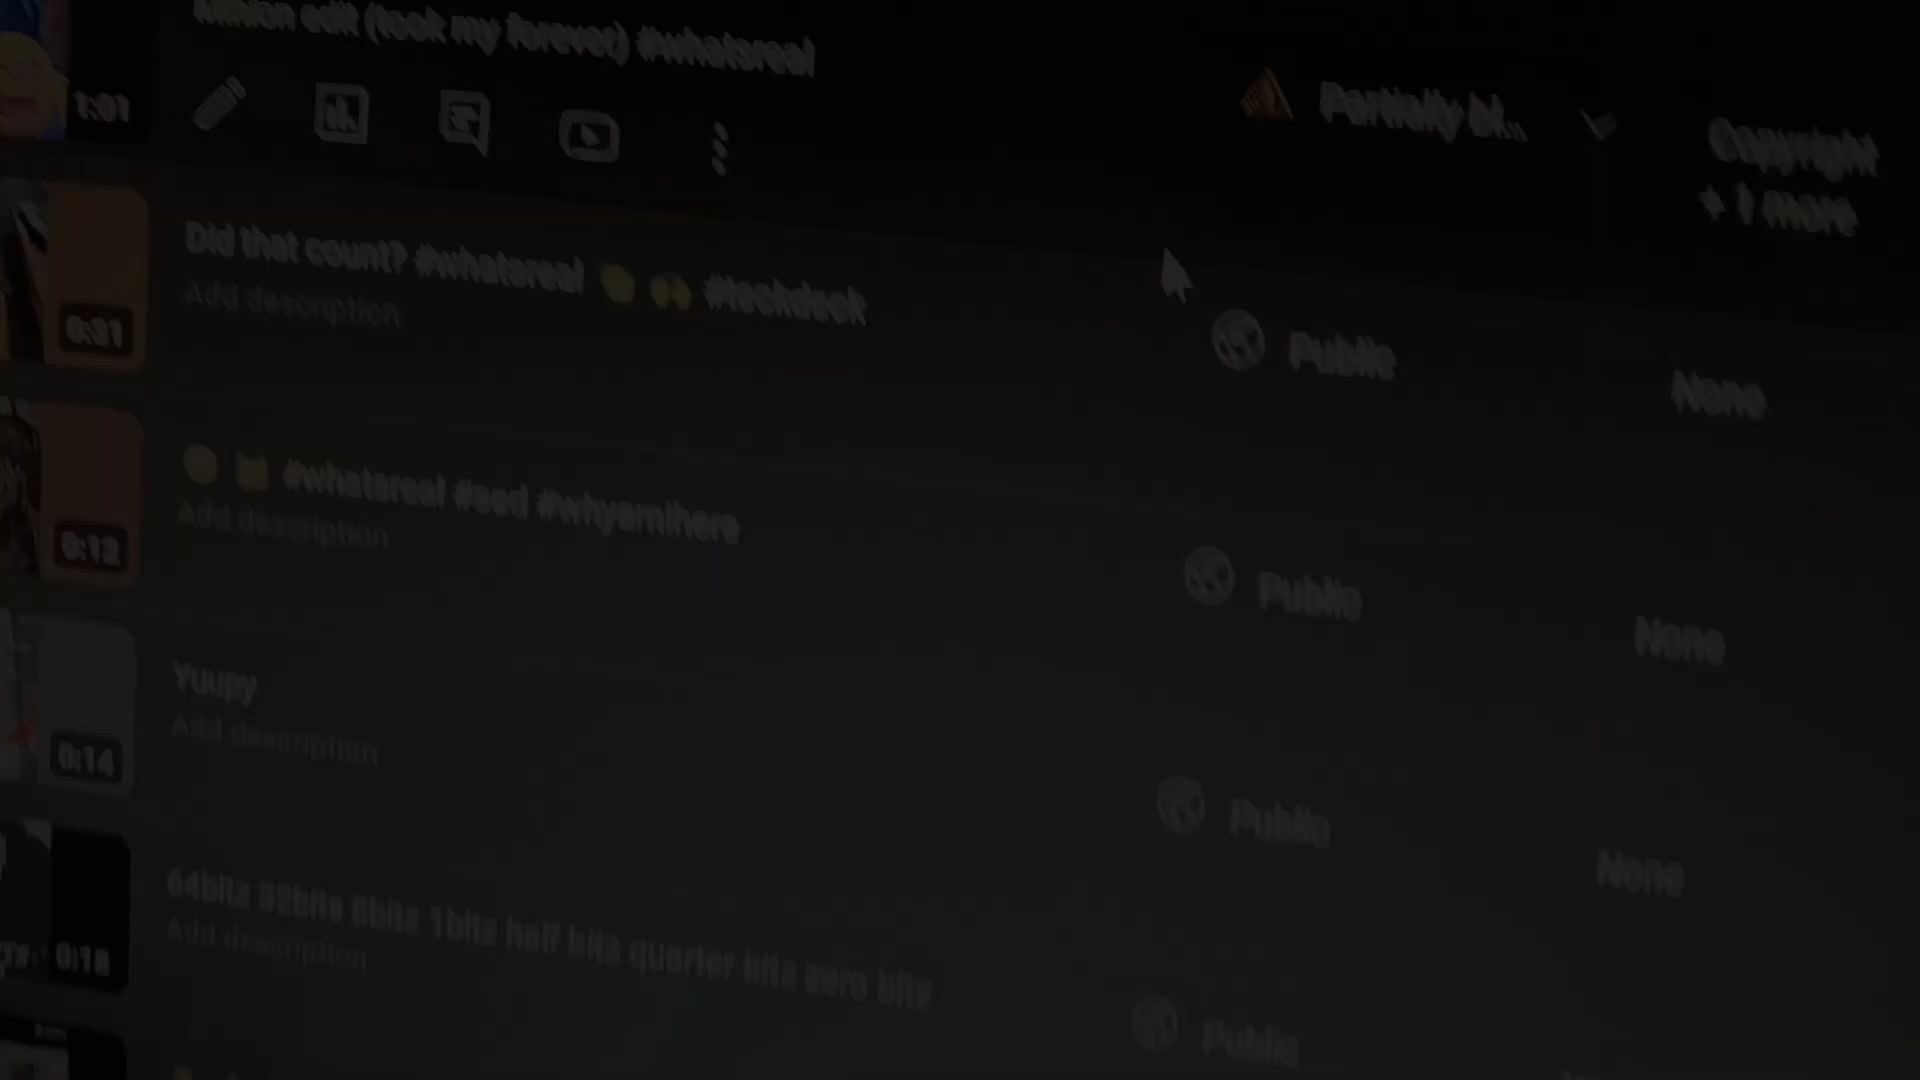 Minion edit (took my forever) #whatsreal
1:01
Partially bl...
Copyright
+ 1 more
Did that count? #whatsreal #techdeck
Add description
0:31
Public
None
#whatsreal #sad #whyamihere
Add description
0:12
Public
None
Yuupy
Add description
0:14
Public
None
64bits 32bits 8bits 1bits half bits quarter bits zero bits
Add description
0:18
Public